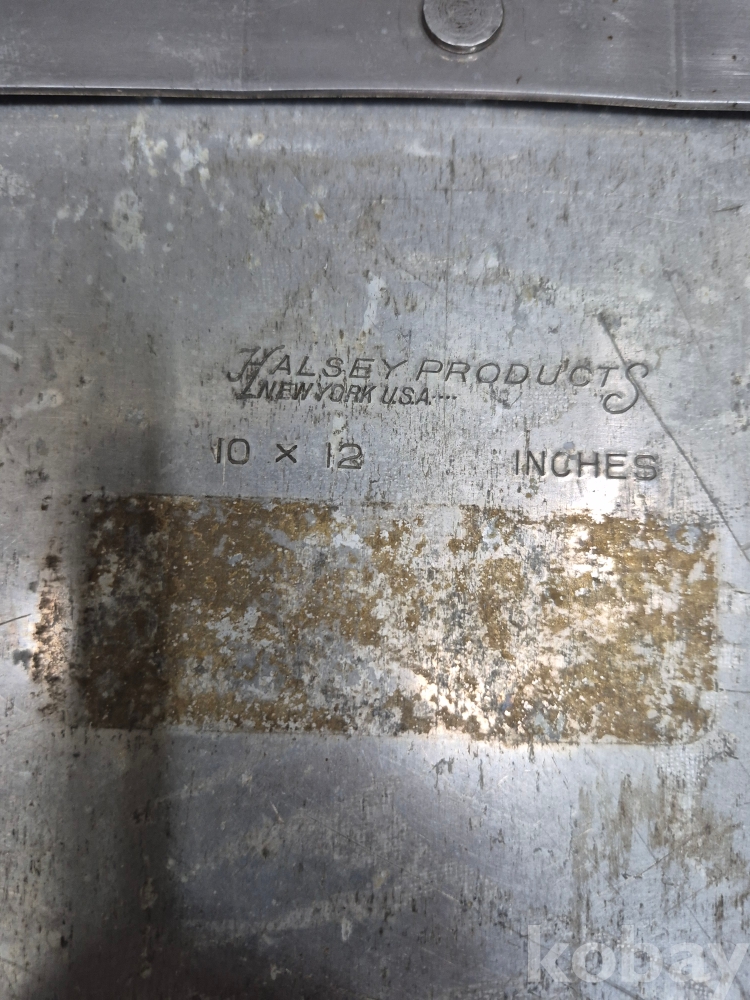 HALSEY PRODUCTS
NEW YORK U.S.A....
10 × 12 INCHES
kobay